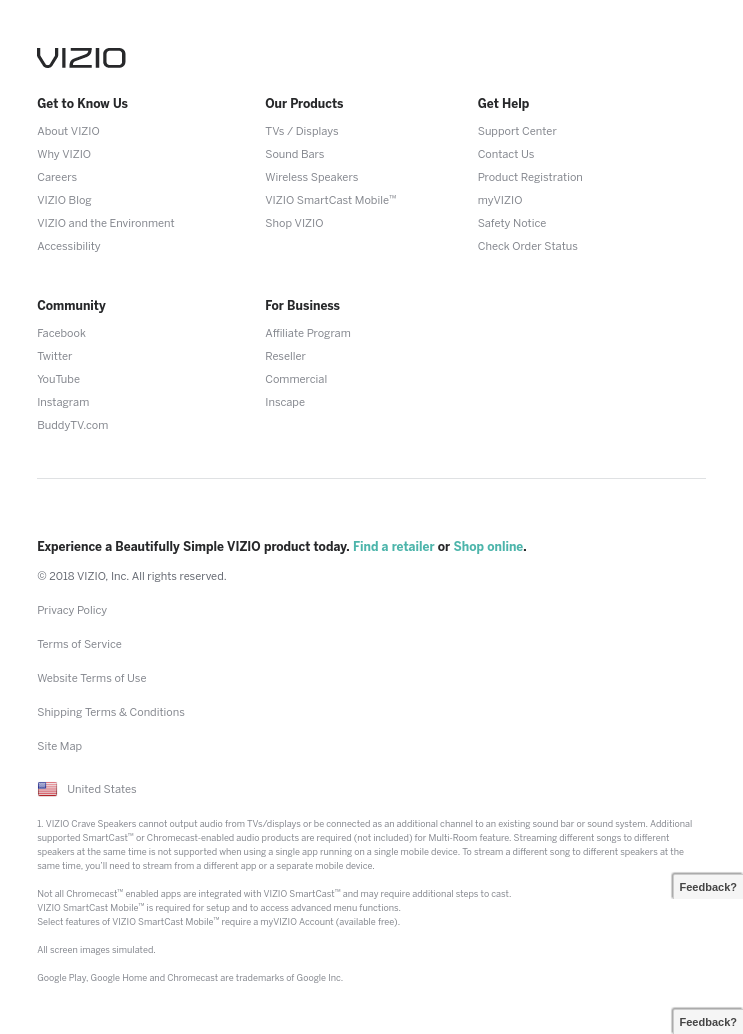 VIZIO
Get to Know Us
About VIZIO
Why VIZIO
Careers
VIZIO Blog
VIZIO and the Environment
Accessibility
Our Products
TVs / Displays
Sound Bars
Wireless Speakers
VIZIO SmartCast Mobile™
Shop VIZIO
Get Help
Support Center
Contact Us
Product Registration
myVIZIO
Safety Notice
Check Order Status
Community
Facebook
Twitter
YouTube
Instagram
BuddyTV.com
For Business
Affiliate Program
Reseller
Commercial
Inscape
Experience a Beautifully Simple VIZIO product today. Find a retailer or Shop online.
© 2018 VIZIO, Inc. All rights reserved.
Privacy Policy
Terms of Service
Website Terms of Use
Shipping Terms & Conditions
Site Map
United States
1. VIZIO Crave Speakers cannot output audio from TVs/displays or be connected as an additional channel to an existing sound bar or sound system. Additional
supported SmartCast™ or Chromecast-enabled audio products are required (not included) for Multi-Room feature. Streaming different songs to different
speakers at the same time is not supported when using a single app running on a single mobile device. To stream a different song to different speakers at the
same time, you'll need to stream from a different app or a separate mobile device.
Not all Chromecast™ enabled apps are integrated with VIZIO SmartCast™ and may require additional steps to cast.
VIZIO SmartCast Mobile™ is required for setup and to access advanced menu functions.
Select features of VIZIO SmartCast Mobile™ require a myVIZIO Account (available free).
All screen images simulated.
Google Play, Google Home and Chromecast are trademarks of Google Inc.
Feedback?
Feedback?